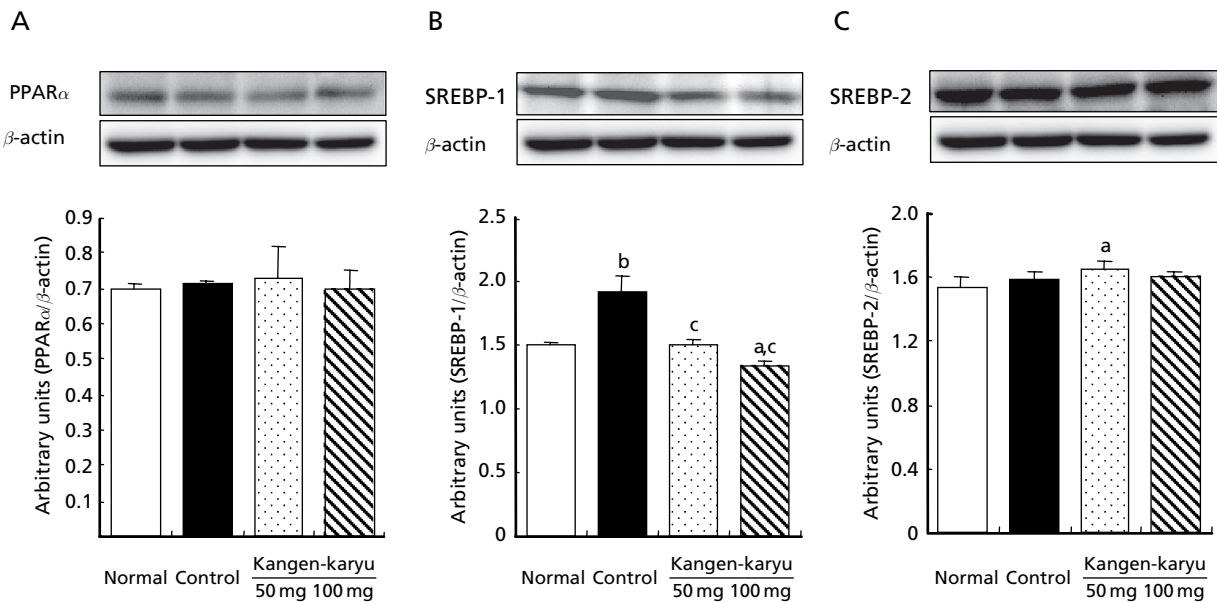 A
PPARα
β-actin
Arbitrary units (PPARα/β-actin)
0.9
0.8
0.7
0.6
0.5
0.4
0.3
0.2
0.1
Normal Control
Kangen-karyu
50 mg 100 mg
B
SREBP-1
β-actin
Arbitrary units (SREBP-1/β-actin)
2.5
2.0
1.5
1.0
0.5
0
b
c
a,c
Normal Control
Kangen-karyu
50 mg 100 mg
C
SREBP-2
β-actin
Arbitrary units (SREBP-2/β-actin)
2.0
1.6
1.2
1.8
1.4
0
a
Normal Control
Kangen-karyu
50 mg 100 mg